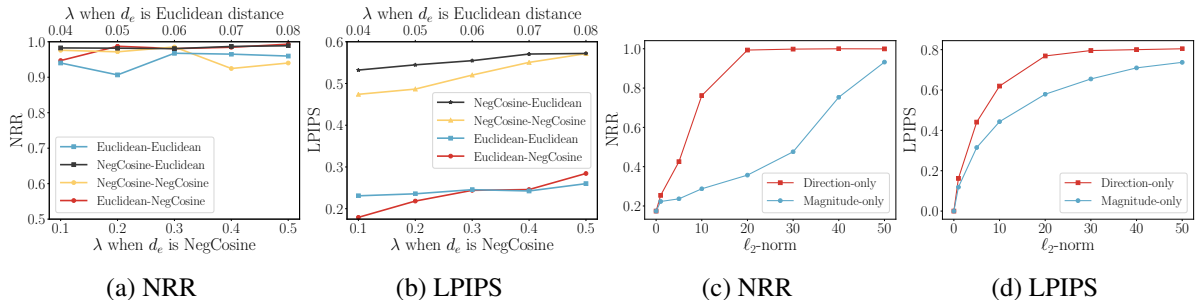 λ when d_e is Euclidean distance
0.04 0.05 0.06 0.07 0.08
1.0
0.9
0.8
0.7
0.6
0.5
NRR
Euclidean-Euclidean
NegCosine-Euclidean
NegCosine-NegCosine
Euclidean-NegCosine
0.1 0.2 0.3 0.4 0.5
λ when d_e is NegCosine
(a) NRR
λ when d_e is Euclidean distance
0.04 0.05 0.06 0.07 0.08
0.6
0.5
0.4
0.3
0.2
LPIPS
NegCosine-Euclidean
NegCosine-NegCosine
Euclidean-Euclidean
Euclidean-NegCosine
0.1 0.2 0.3 0.4 0.5
λ when d_e is NegCosine
(b) LPIPS
1.0
0.8
0.6
0.4
0.2
NRR
Direction-only
Magnitude-only
0 10 20 30 40 50
ℓ₂-norm
(c) NRR
0.8
0.6
0.4
0.2
0.0
LPIPS
Direction-only
Magnitude-only
0 10 20 30 40 50
ℓ₂-norm
(d) LPIPS